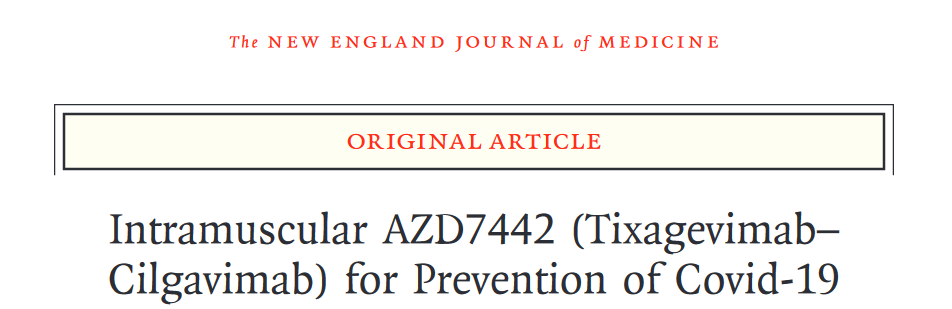 The NEW ENGLAND JOURNAL of MEDICINE
ORIGINAL ARTICLE
Intramuscular AZD7442 (Tixagevimab–
Cilgavimab) for Prevention of Covid-19